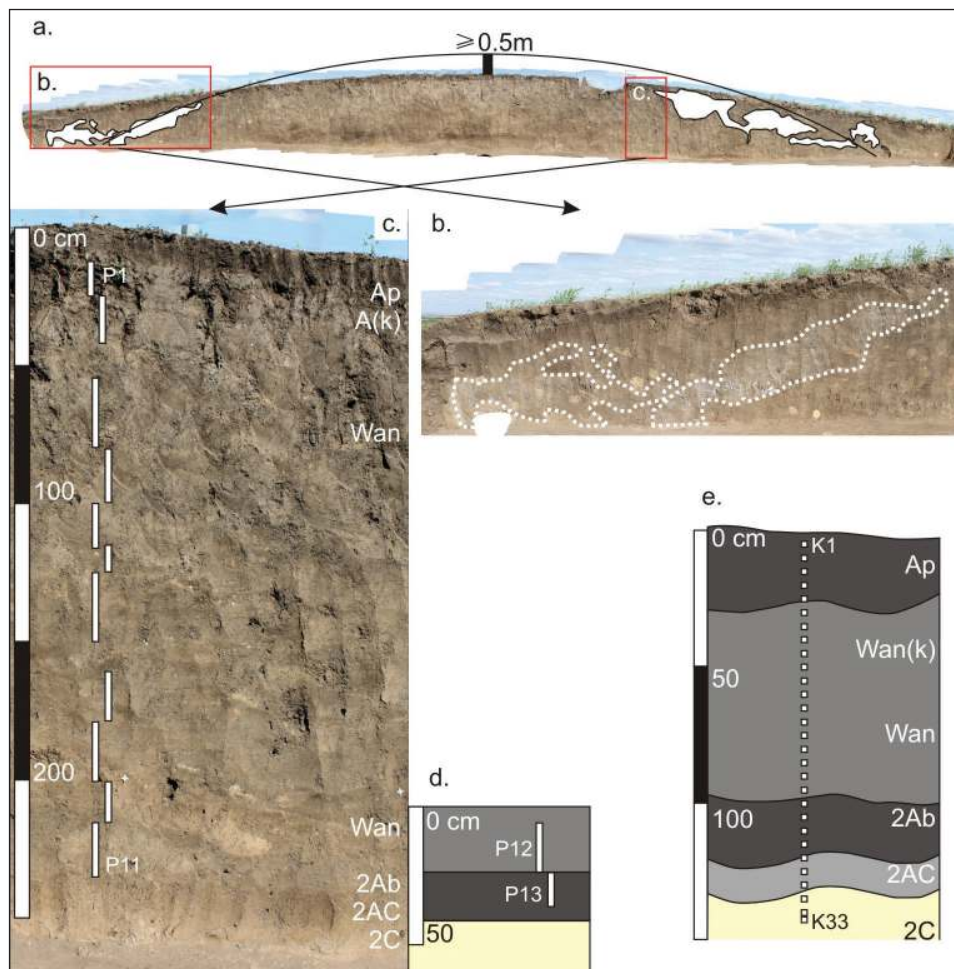 a.
≥0.5m
b.
c.
c.
0 cm
P1
Ap
A(k)
Wan
100
200
Wan
P11
2Ab
2AC
2C
b.
d.
0 cm
P12
P13
50
e.
0 cm
K1
Ap
Wan(k)
50
Wan
100
2Ab
2AC
K33
2C